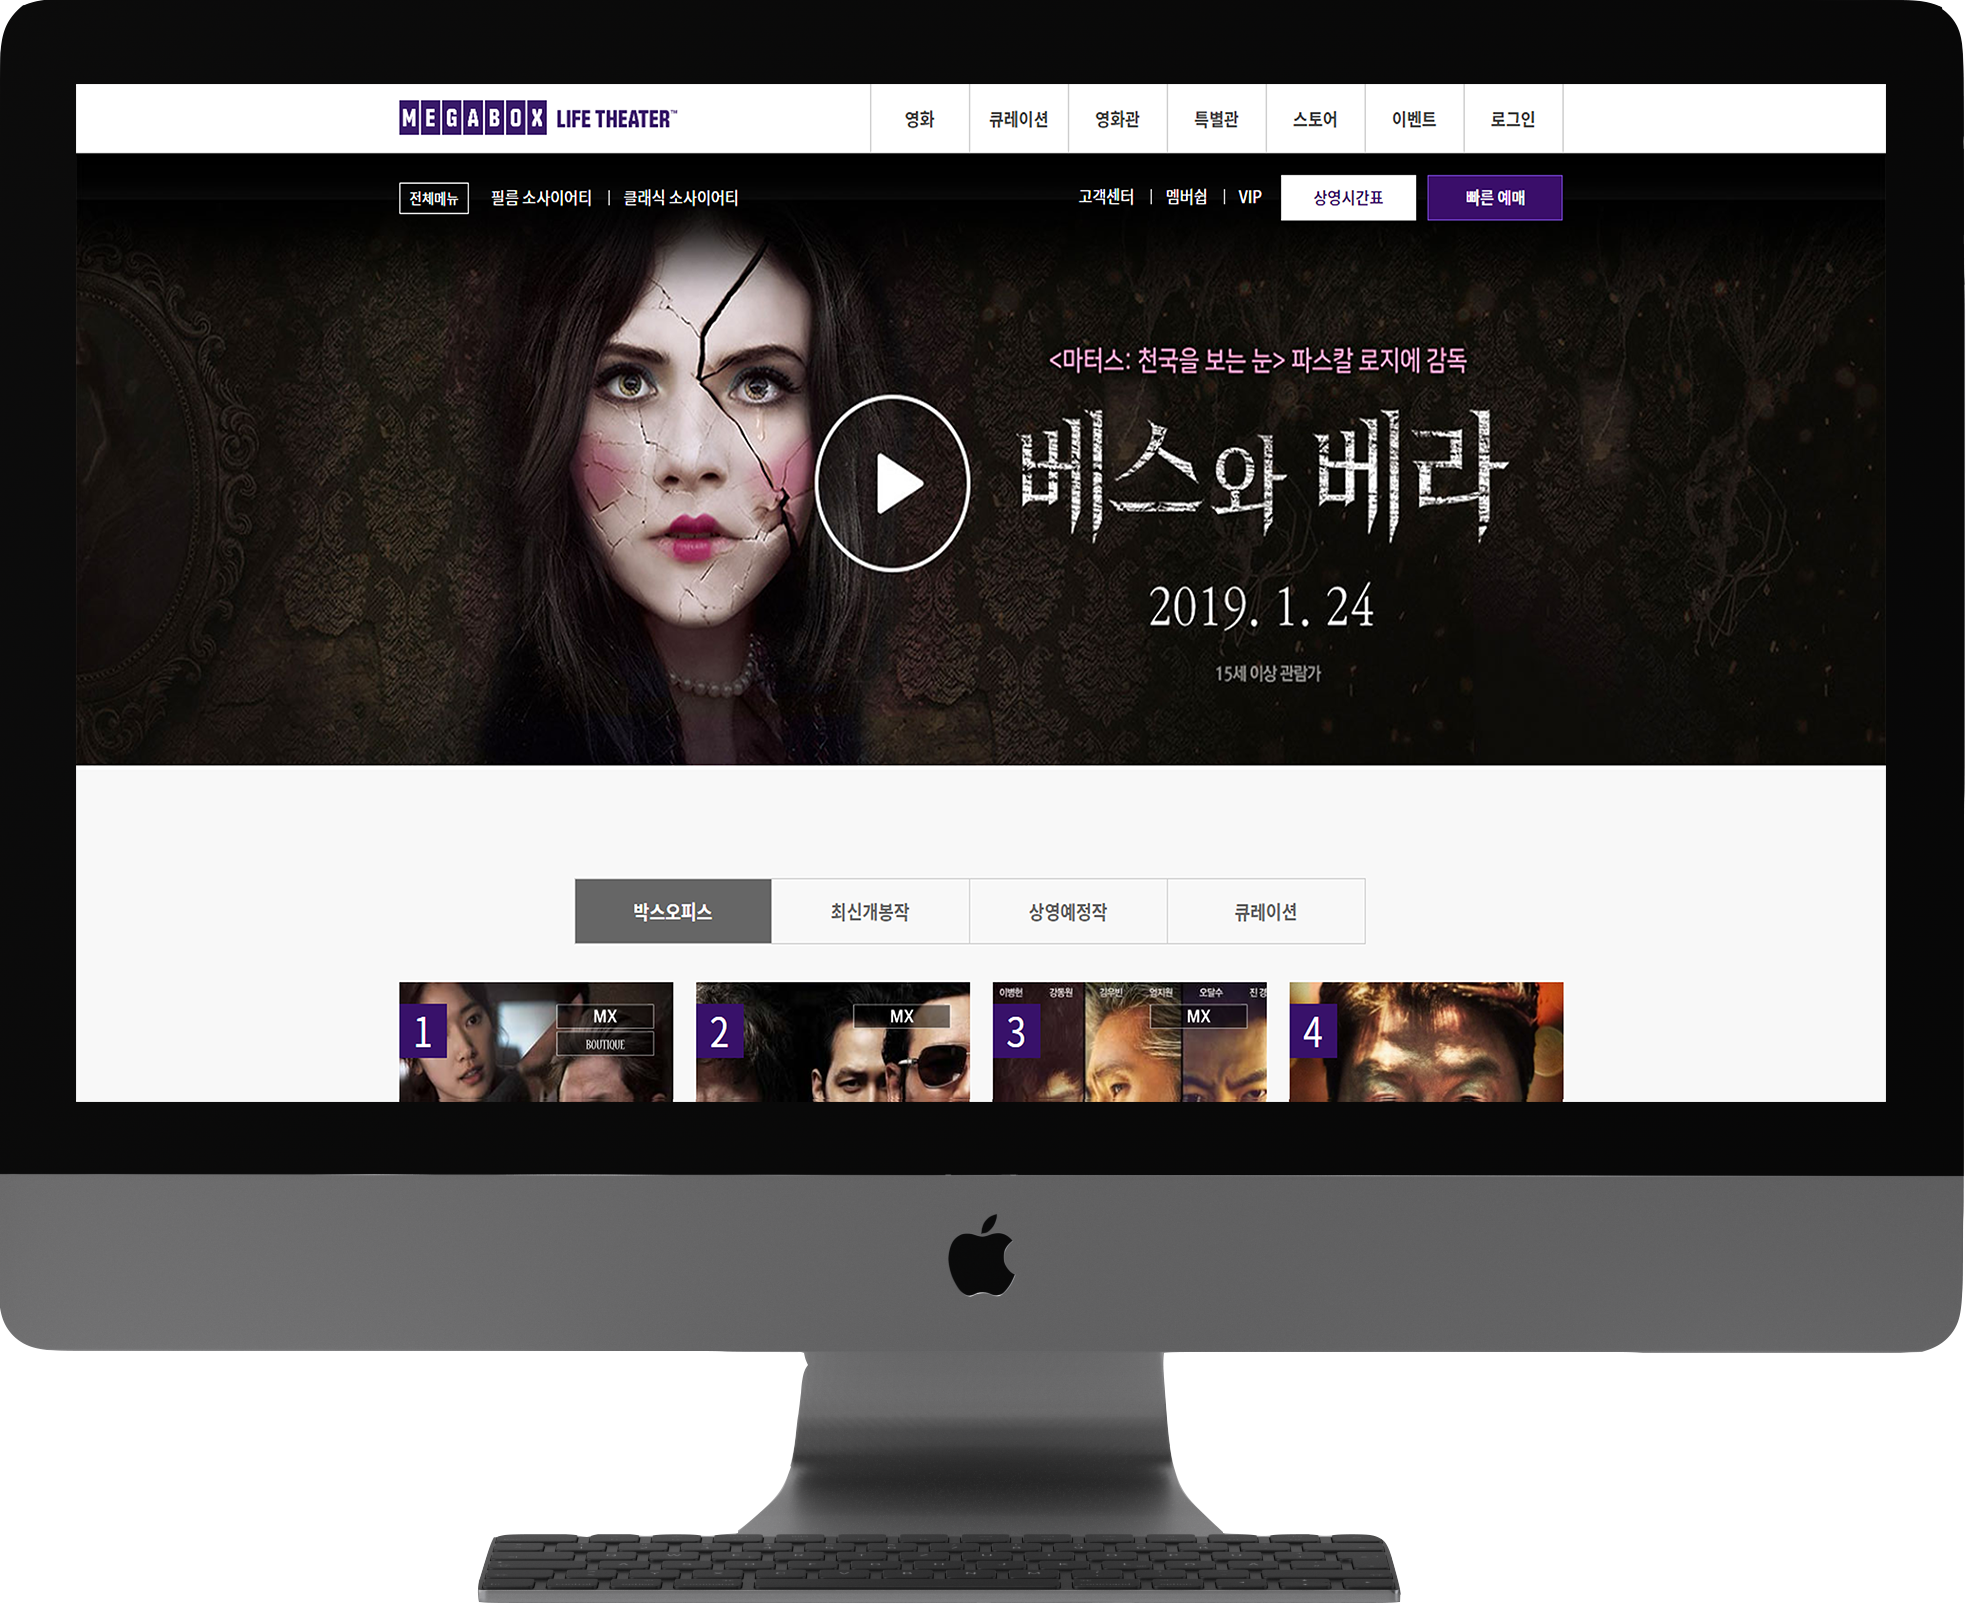 MEGABOX LIFE THEATER™
영화
큐레이션
영화관
특별관
스토어
이벤트
로그인
전체메뉴
필름 소사이어티 | 클래식 소사이어티
고객센터 | 멤버쉽 | VIP
상영시간표
빠른 예매
<마터스: 천국을 보는 눈> 파스칼 로지에 감독
베스와 베라
2019. 1. 24
15세 이상 관람가
박스오피스
최신개봉작
상영예정작
큐레이션
1
MX
BOUTIQUE
2
MX
이병헌 강동원 김우빈 엄지원 오달수 진 경
3
MX
4